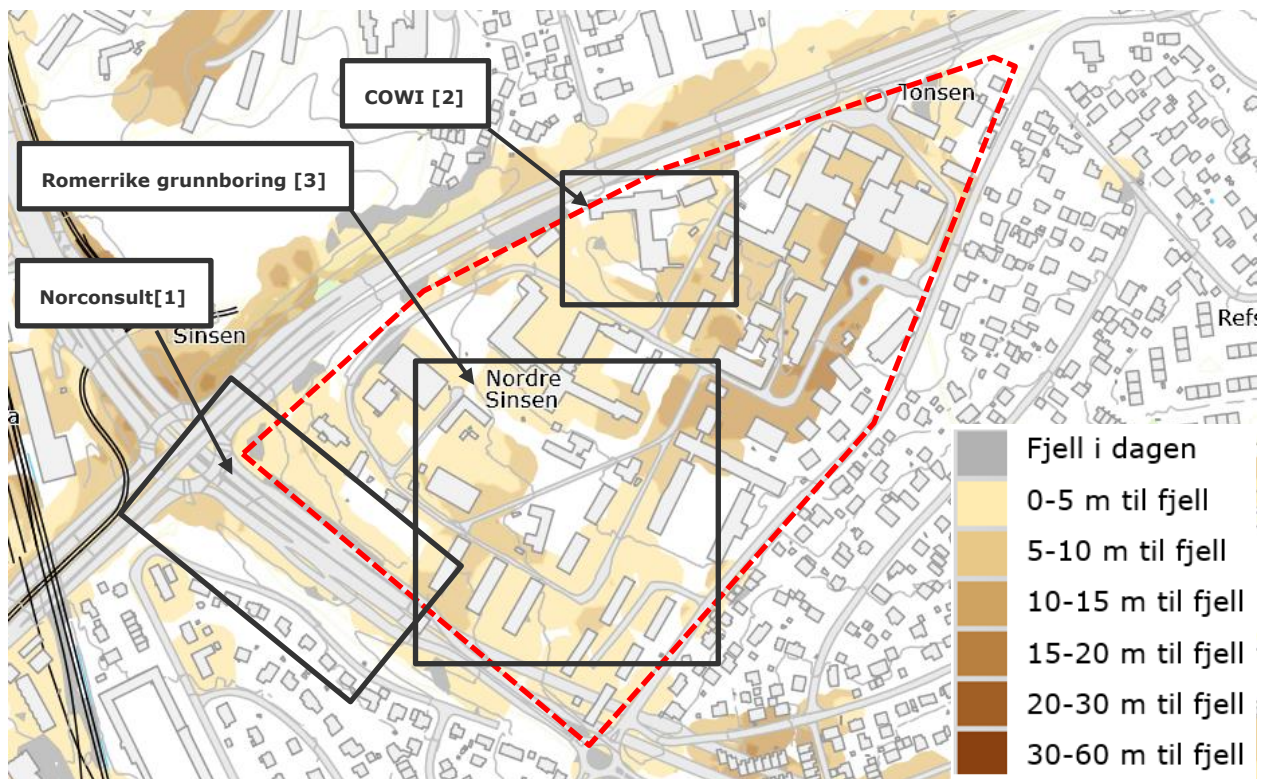 COWI [2]
Tonsen
Romerrike grunnboring [3]
Norconsult[1]
Sinsen
Refs
Nordre
Sinsen
a
Fjell i dagen
0-5 m til fjell
5-10 m til fjell
10-15 m til fjell
15-20 m til fjell
20-30 m til fjell
30-60 m til fjell